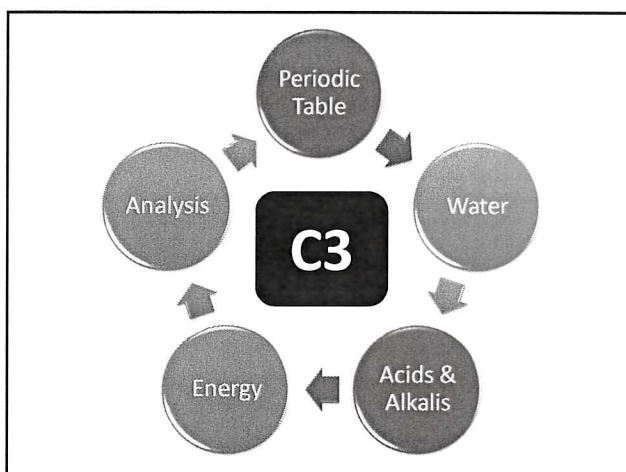 Periodic
Table
Water
Acids &
Alkalis
Energy
Analysis
C3